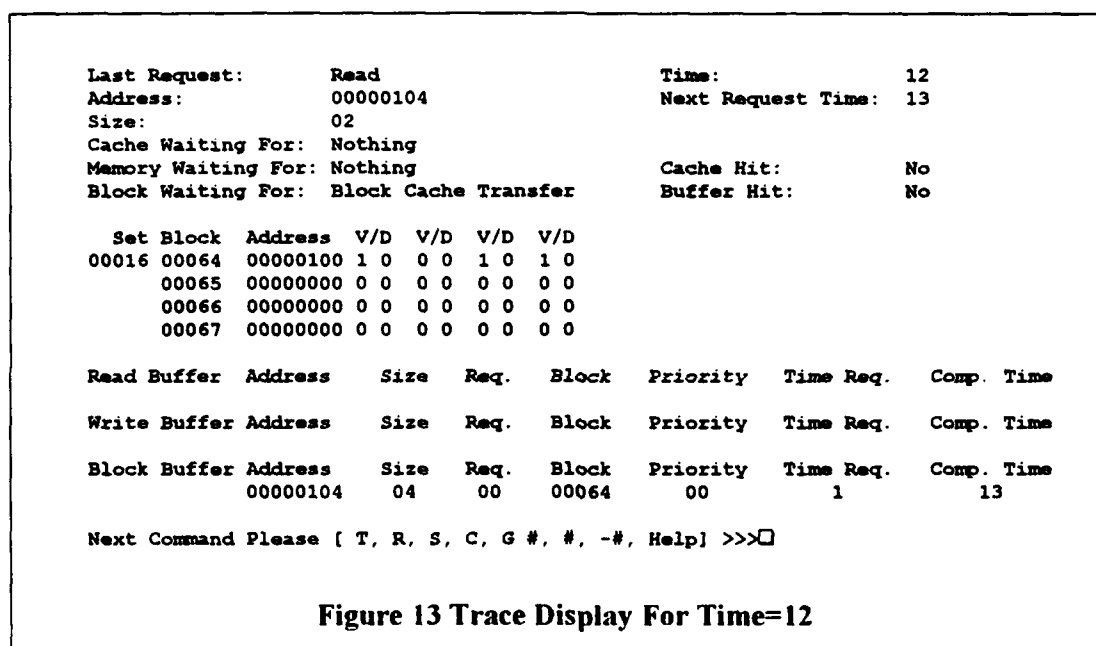 Last Request: Read Time: 12
Address: 00000104 Next Request Time: 13
Size: 02
Cache Waiting For: Nothing
Memory Waiting For: Nothing Cache Hit: No
Block Waiting For: Block Cache Transfer Buffer Hit: No
Set Block Address V/D V/D V/D V/D
00016 00064 00000100 1 0 0 0 1 0 1 0
00065 00000000 0 0 0 0 0 0 0 0
00066 00000000 0 0 0 0 0 0 0 0
00067 00000000 0 0 0 0 0 0 0 0
Read Buffer Address Size Req. Block Priority Time Req. Comp. Time
Write Buffer Address Size Req. Block Priority Time Req. Comp. Time
Block Buffer Address Size Req. Block Priority Time Req. Comp. Time
00000104 04 00 00064 00 1 13
Next Command Please [ T, R, S, C, G #, #, -#, Help] >>>
Figure 13 Trace Display For Time=12